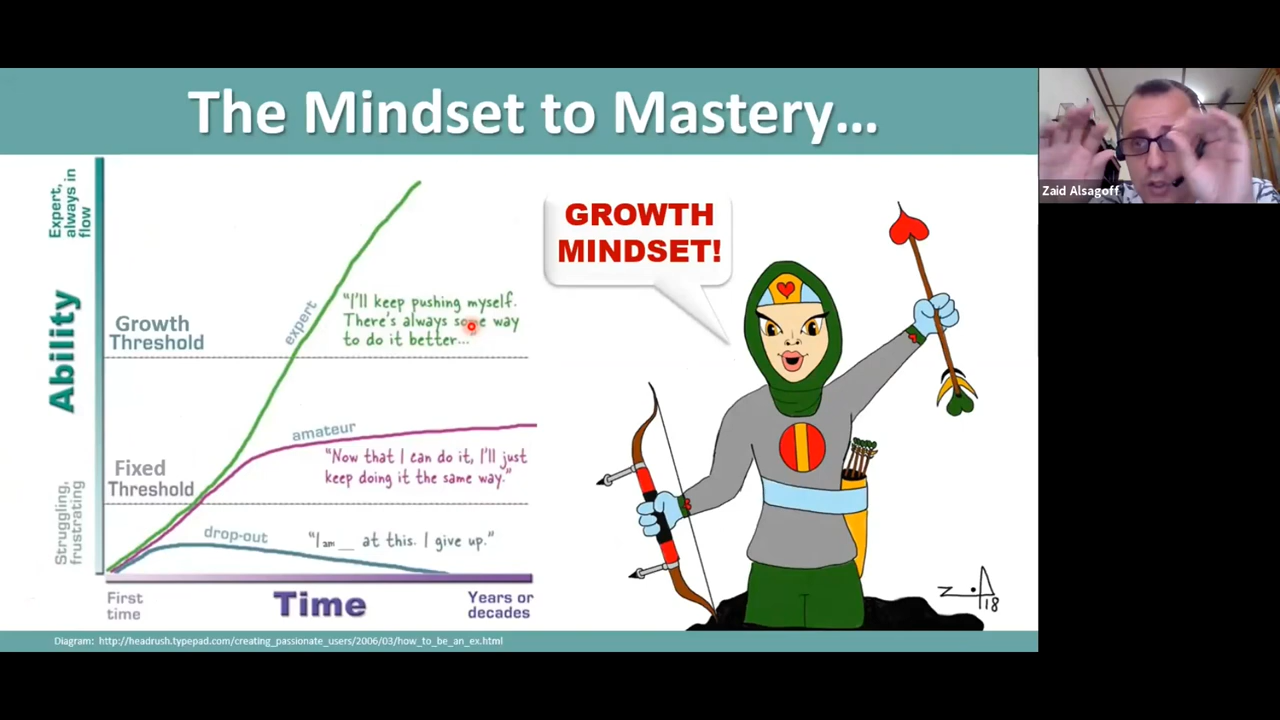 The Mindset to Mastery...
Zaid Alsagoff
Expert,
always in
flow
Ability
Struggling,
frustrating
Growth
Threshold
expert
"I'll keep pushing myself.
There's always some way
to do it better...
amateur
"Now that I can do it, I'll just
keep doing it the same way."
Fixed
Threshold
drop-out
"I am __ at this. I give up."
First
time
Time
Years or
decades
GROWTH
MINDSET!
18
Diagram: http://headrush.typepad.com/creating_passionate_users/2006/03/how_to_be_an_ex.html